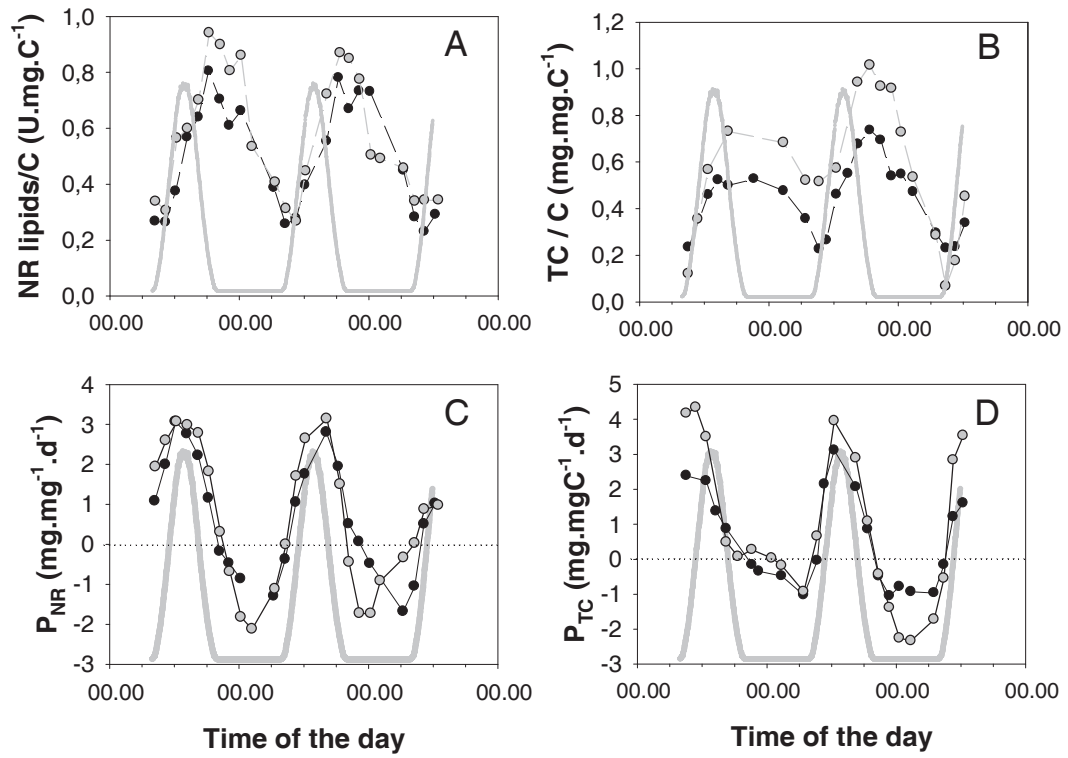 A
NR lipids/C (U.mg.C-1)
1,0
0,8
0,6
0,4
0,2
0,0
00.00 00.00 00.00 00.00
B
TC / C (mg.mg.C-1)
1,2
1,0
0,8
0,6
0,4
0,2
0,0
00.00 00.00 00.00 00.00
C
PNR (mg.mg-1.d-1)
4
3
2
1
0
-1
-2
-3
00.00 00.00 00.00 00.00
Time of the day
D
PTC (mg.mgC-1.d-1)
5
4
3
2
1
0
-1
-2
-3
00.00 00.00 00.00 00.00
Time of the day